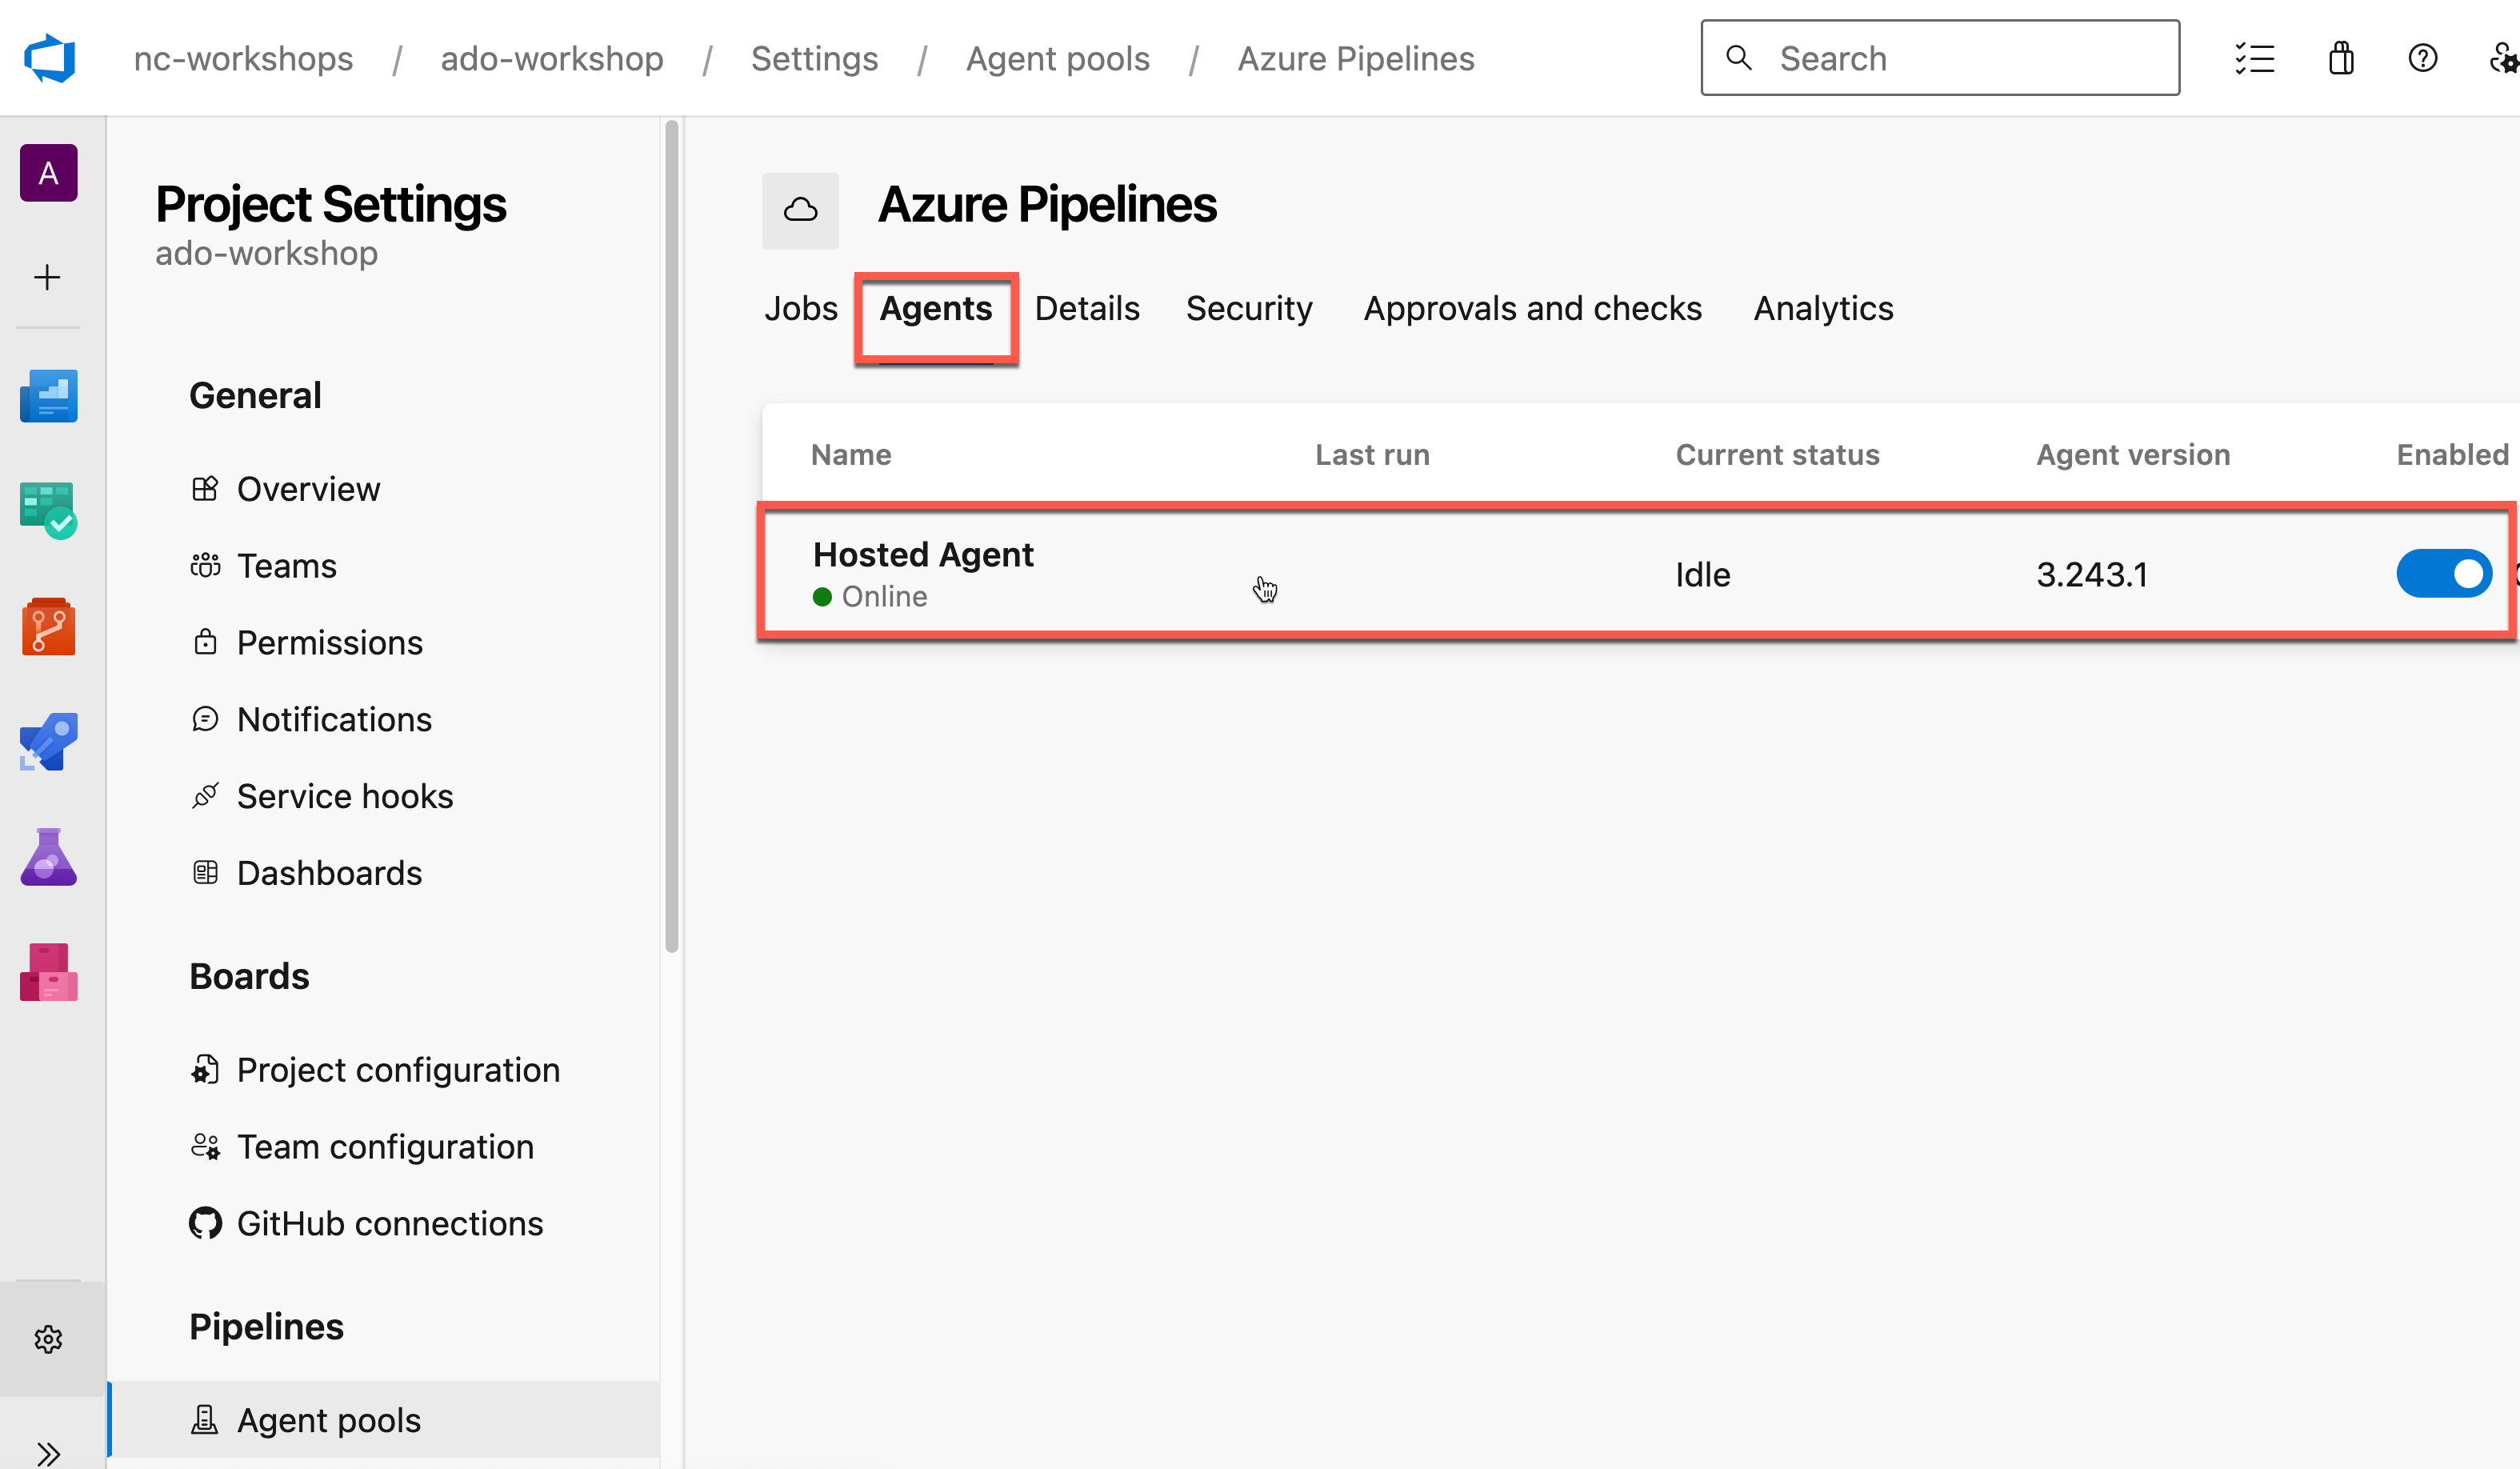 nc-workshops / ado-workshop / Settings / Agent pools / Azure Pipelines
Search
A
Project Settings
ado-workshop
General
Overview
Teams
Permissions
Notifications
Service hooks
Dashboards
Boards
Project configuration
Team configuration
GitHub connections
Pipelines
Agent pools
Azure Pipelines
Jobs Agents Details Security Approvals and checks Analytics
Name Last run Current status Agent version Enabled
Hosted Agent Idle 3.243.1
Online